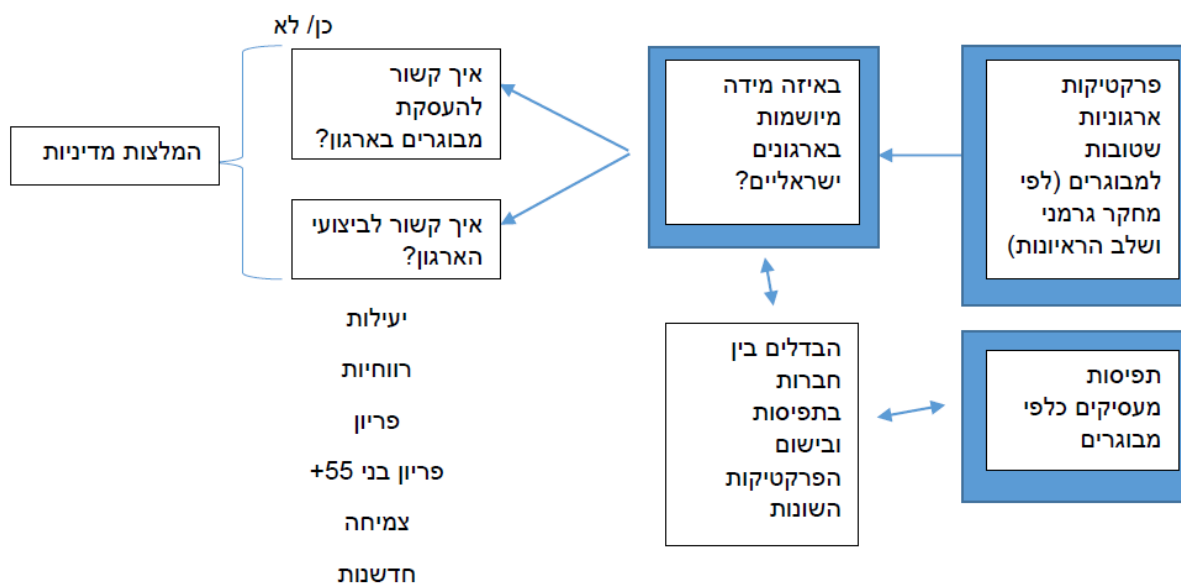 פרקטיקות
ארגוניות
שטובות
למבוגרים (לפי
מחקר גרמני
ושלב הראיונות)
תפיסות
מעסיקים כלפי
מבוגרים
באיזה מידה
מיושמות
בארגונים
ישראליים?
הבדלים בין
חברות
בתפיסות
ובישום
הפרקטיקות
השונות
כן/ לא
איך קשור
להעסקת
מבוגרים בארגון?
איך קשור לביצועי
הארגון?
יעילות
רווחיות
פריון
פריון בני 55+
צמיחה
חדשנות
המלצות מדיניות